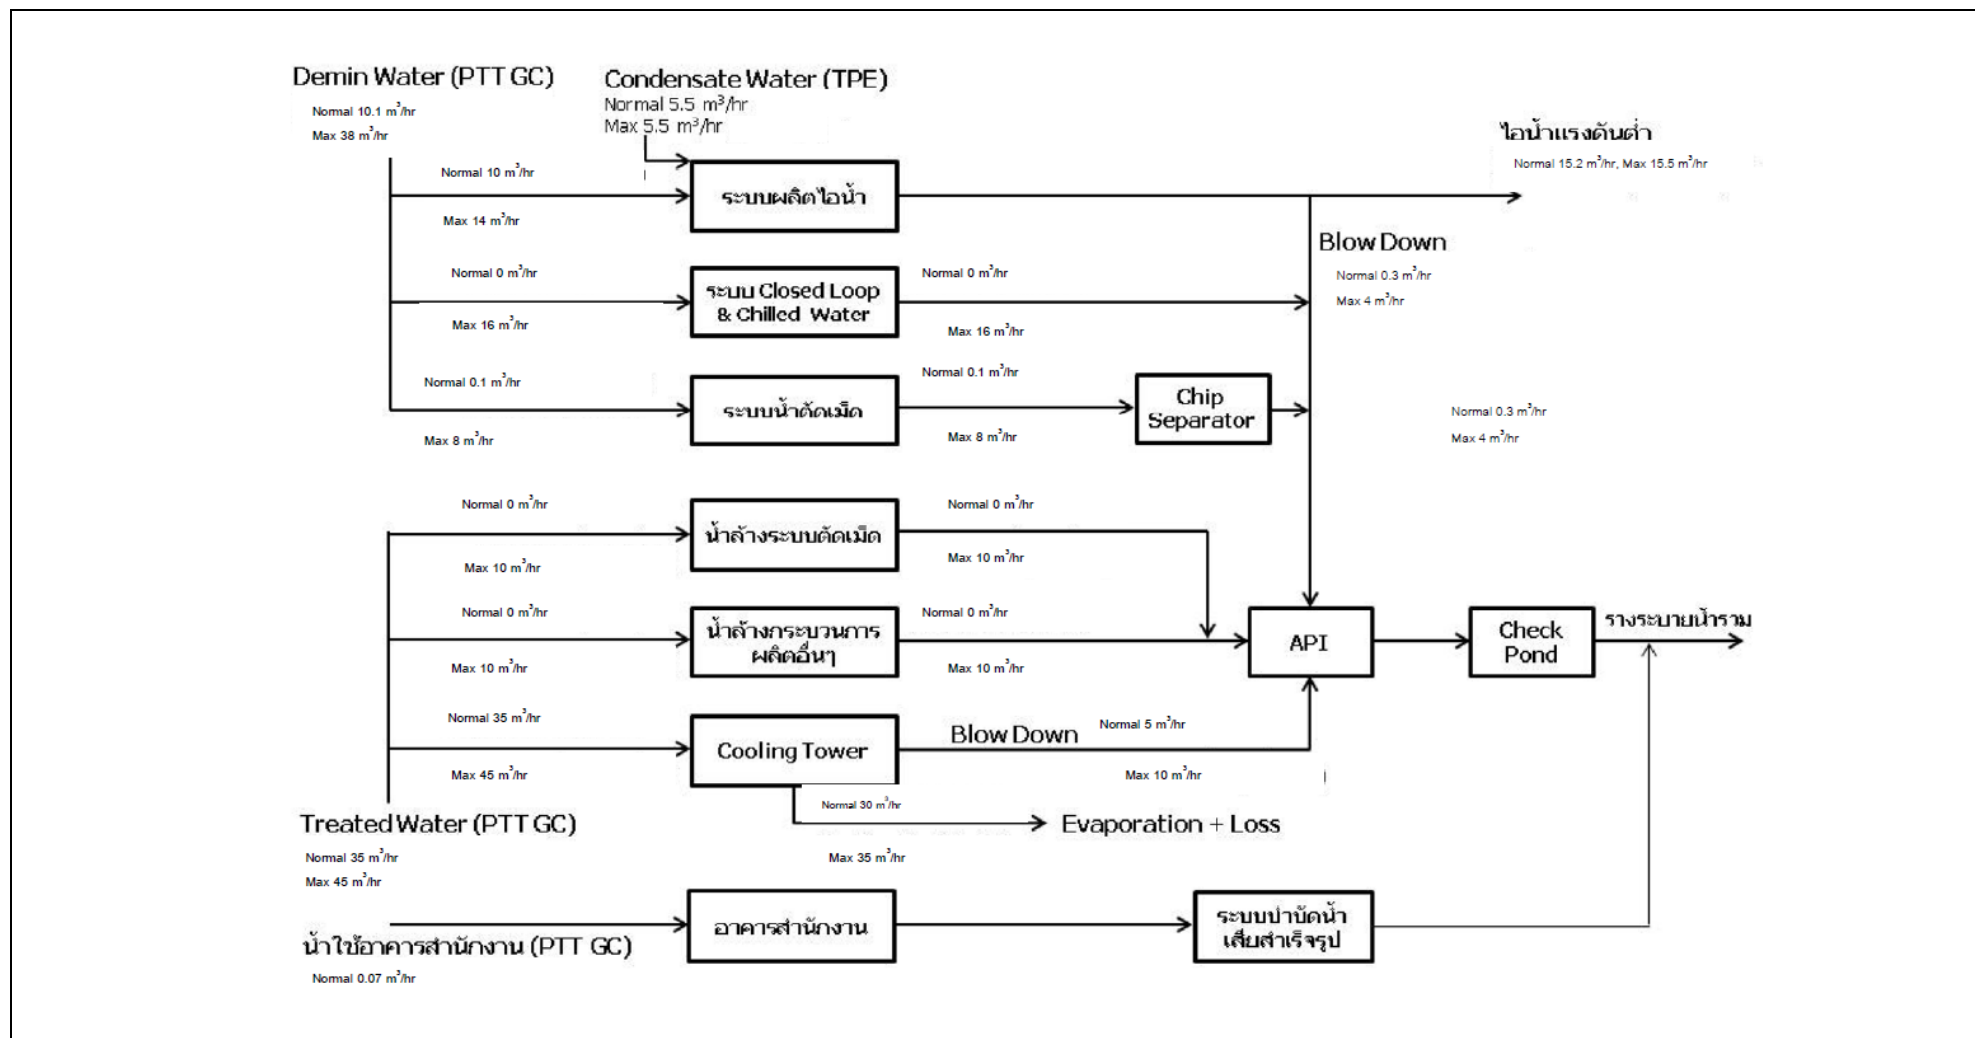 Demin Water (PTT GC)
Normal 10.1 m³/hr
Max 38 m³/hr
Condensate Water (TPE)
Normal 5.5 m³/hr
Max 5.5 m³/hr
ไอน้ำแรงดันต่ำ
Normal 15.2 m³/hr, Max 15.5 m³/hr
Normal 10 m³/hr
Max 14 m³/hr
ระบบผลิตไอน้ำ
Blow Down
Normal 0.3 m³/hr
Max 4 m³/hr
Normal 0 m³/hr
Max 16 m³/hr
ระบบ Closed Loop
& Chilled Water
Normal 0 m³/hr
Max 16 m³/hr
Normal 0.1 m³/hr
Max 8 m³/hr
ระบบน้ำตัดเม็ด
Normal 0.1 m³/hr
Max 8 m³/hr
Chip
Separator
Normal 0.3 m³/hr
Max 4 m³/hr
Normal 0 m³/hr
Max 10 m³/hr
น้ำล้างระบบตัดเม็ด
Normal 0 m³/hr
Max 10 m³/hr
Normal 0 m³/hr
Max 10 m³/hr
น้ำล้างกระบวนการ
ผลิตอื่นๆ
Normal 0 m³/hr
Max 10 m³/hr
API
Check
Pond
รางระบายน้ำรวม
Normal 35 m³/hr
Max 45 m³/hr
Cooling Tower
Blow Down
Normal 5 m³/hr
Max 10 m³/hr
Normal 30 m³/hr
Max 35 m³/hr
Evaporation + Loss
Treated Water (PTT GC)
Normal 35 m³/hr
Max 45 m³/hr
น้ำใช้อาคารสำนักงาน (PTT GC)
Normal 0.07 m³/hr
อาคารสำนักงาน
ระบบบำบัดน้ำ
เสียสำเร็จรูป